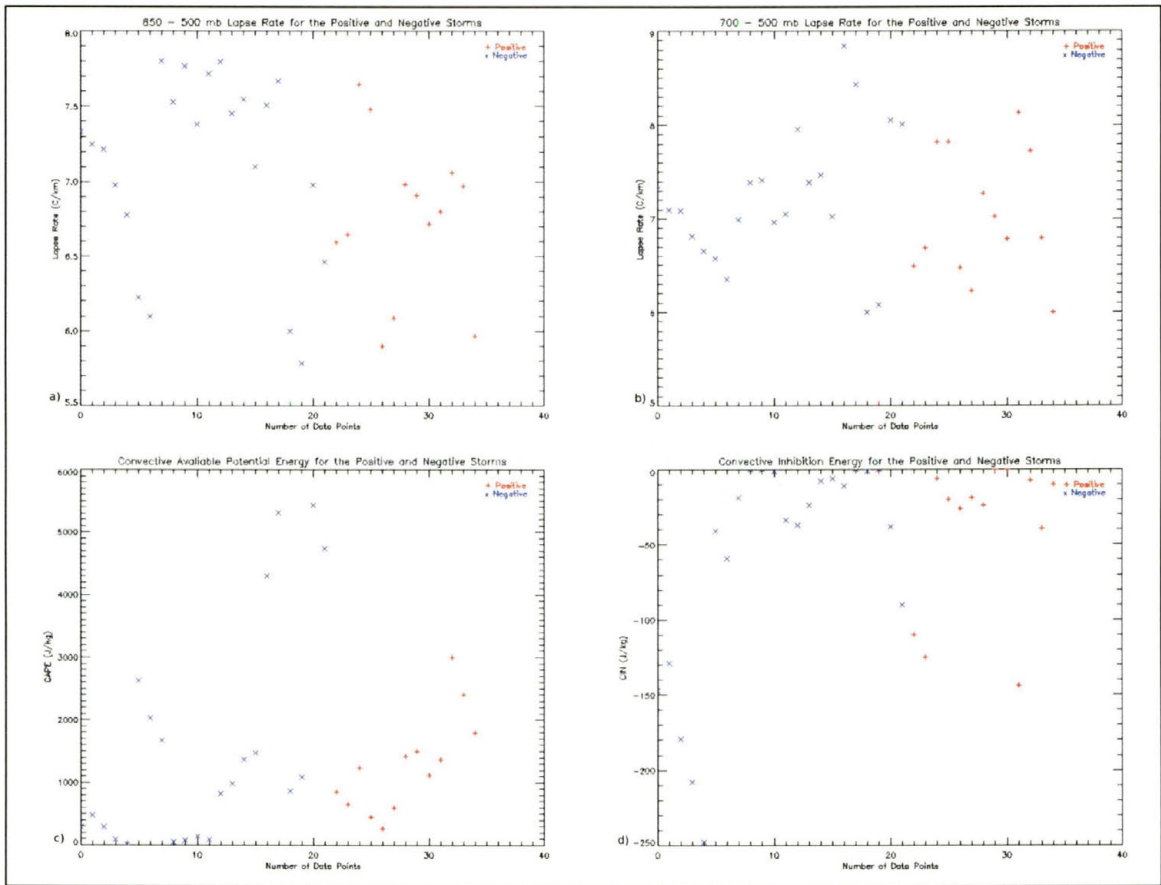 850 - 500 mb Lapse Rate for the Positive and Negative Storms
8.0
7.5
7.0
6.5
6.0
5.5
Lapse Rate (C/km)
+ Positive
× Negative
a)
0 10 20 30 40
Number of Data Points
700 - 500 mb Lapse Rate for the Positive and Negative Storms
9
8
7
6
5
Lapse Rate (C/km)
+ Positive
× Negative
b)
0 10 20 30 40
Number of Data Points
Convective Avaliable Potential Energy for the Positive and Negative Storms
6000
5000
4000
3000
2000
1000
0
CAPE (J/kg)
+ Positive
× Negative
c)
0 10 20 30 40
Number of Data Points
Convective Inhibition Energy for the Positive and Negative Storms
0
-50
-100
-150
-200
-250
CIN (J/kg)
+ Positive
× Negative
d)
0 10 20 30 40
Number of Data Points